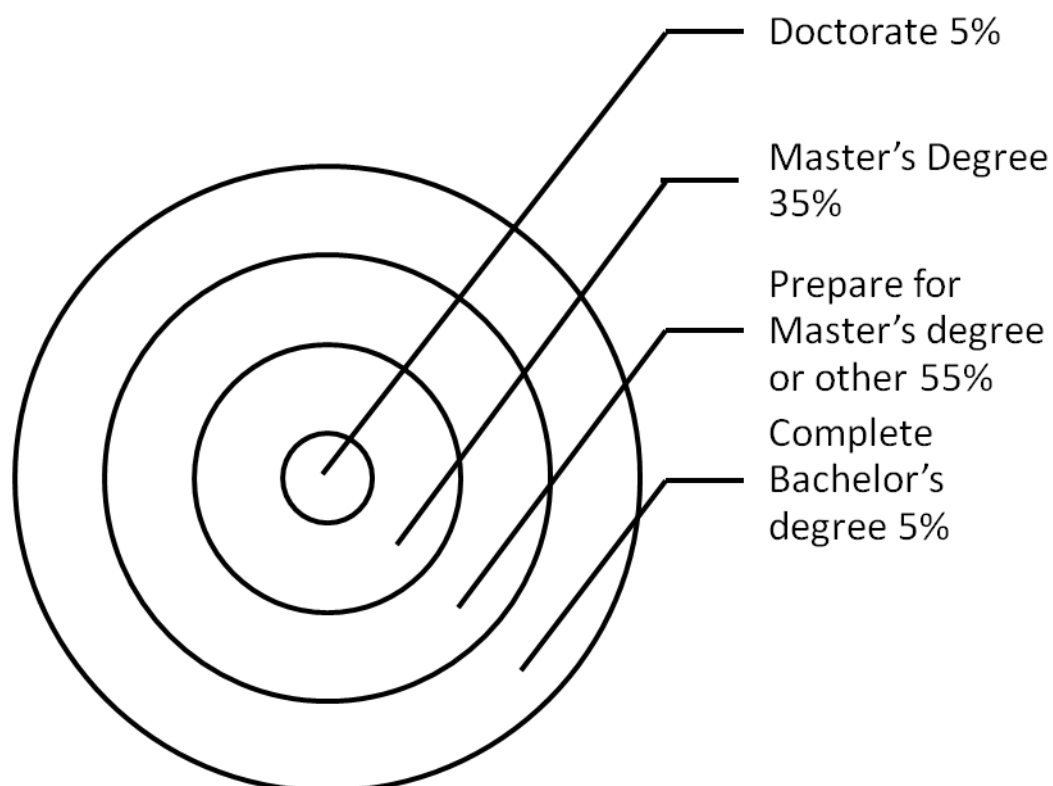 Doctorate 5%
Master’s Degree
35%
Prepare for
Master’s degree
or other 55%
Complete
Bachelor’s
degree 5%